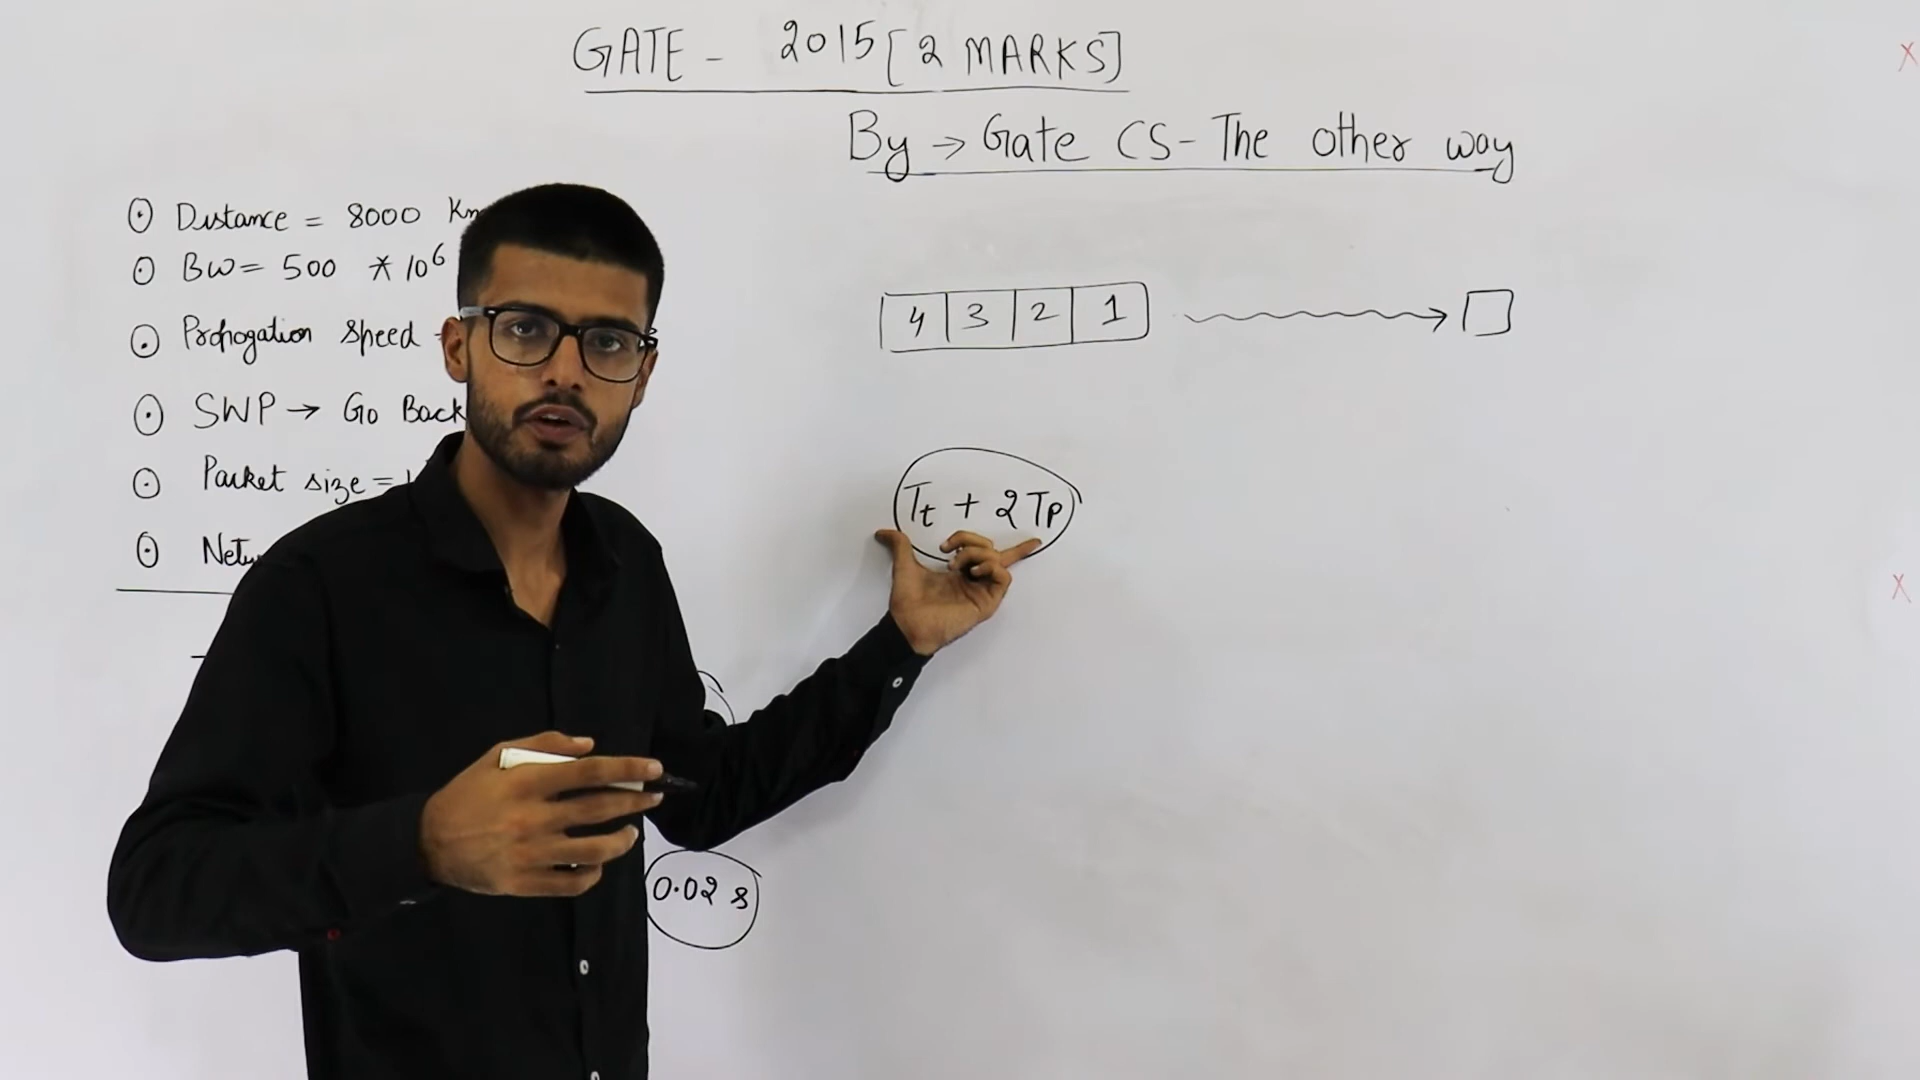 GATE - 2015 [2 MARKS]
By → Gate CS - The other way
Distance = 8000
BW = 500 * 10^6
Prohogation speed
SWP → Go Back
Packet size =
4 3 2 1
Tt + 2Tp
0.02 s
X
X